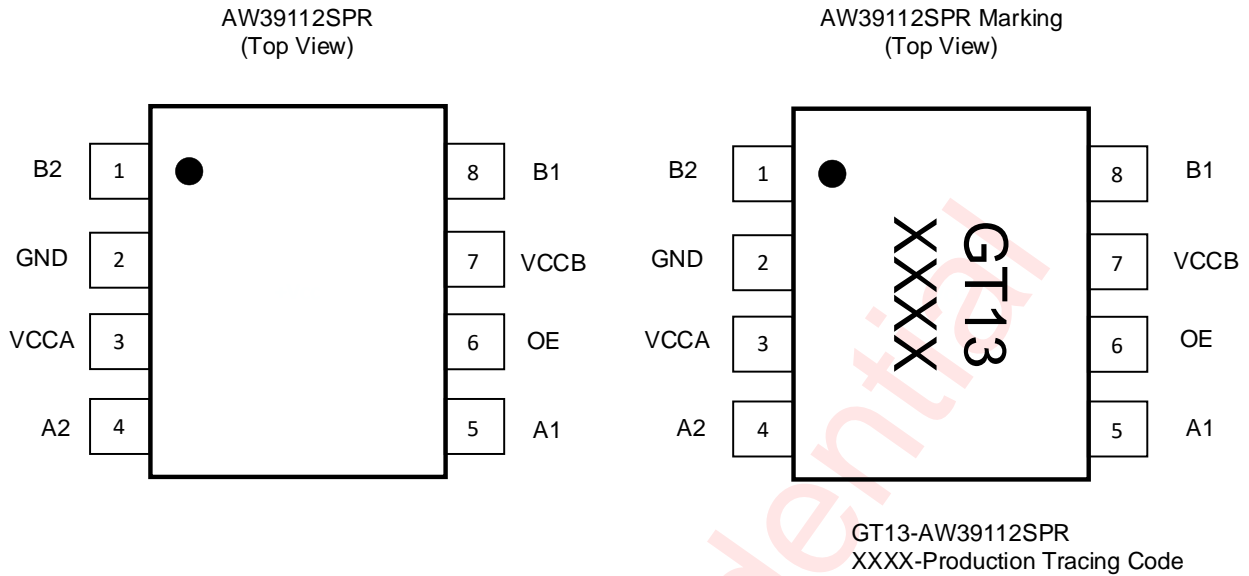 AW39112SPR
(Top View)
B2 1 8 B1
GND 2 7 VCCB
VCCA 3 6 OE
A2 4 5 A1
AW39112SPR Marking
(Top View)
B2 1 8 B1
GND 2 7 VCCB
VCCA 3 6 OE
A2 4 5 A1
GT13
XXXX
GT13-AW39112SPR
XXXX-Production Tracing Code